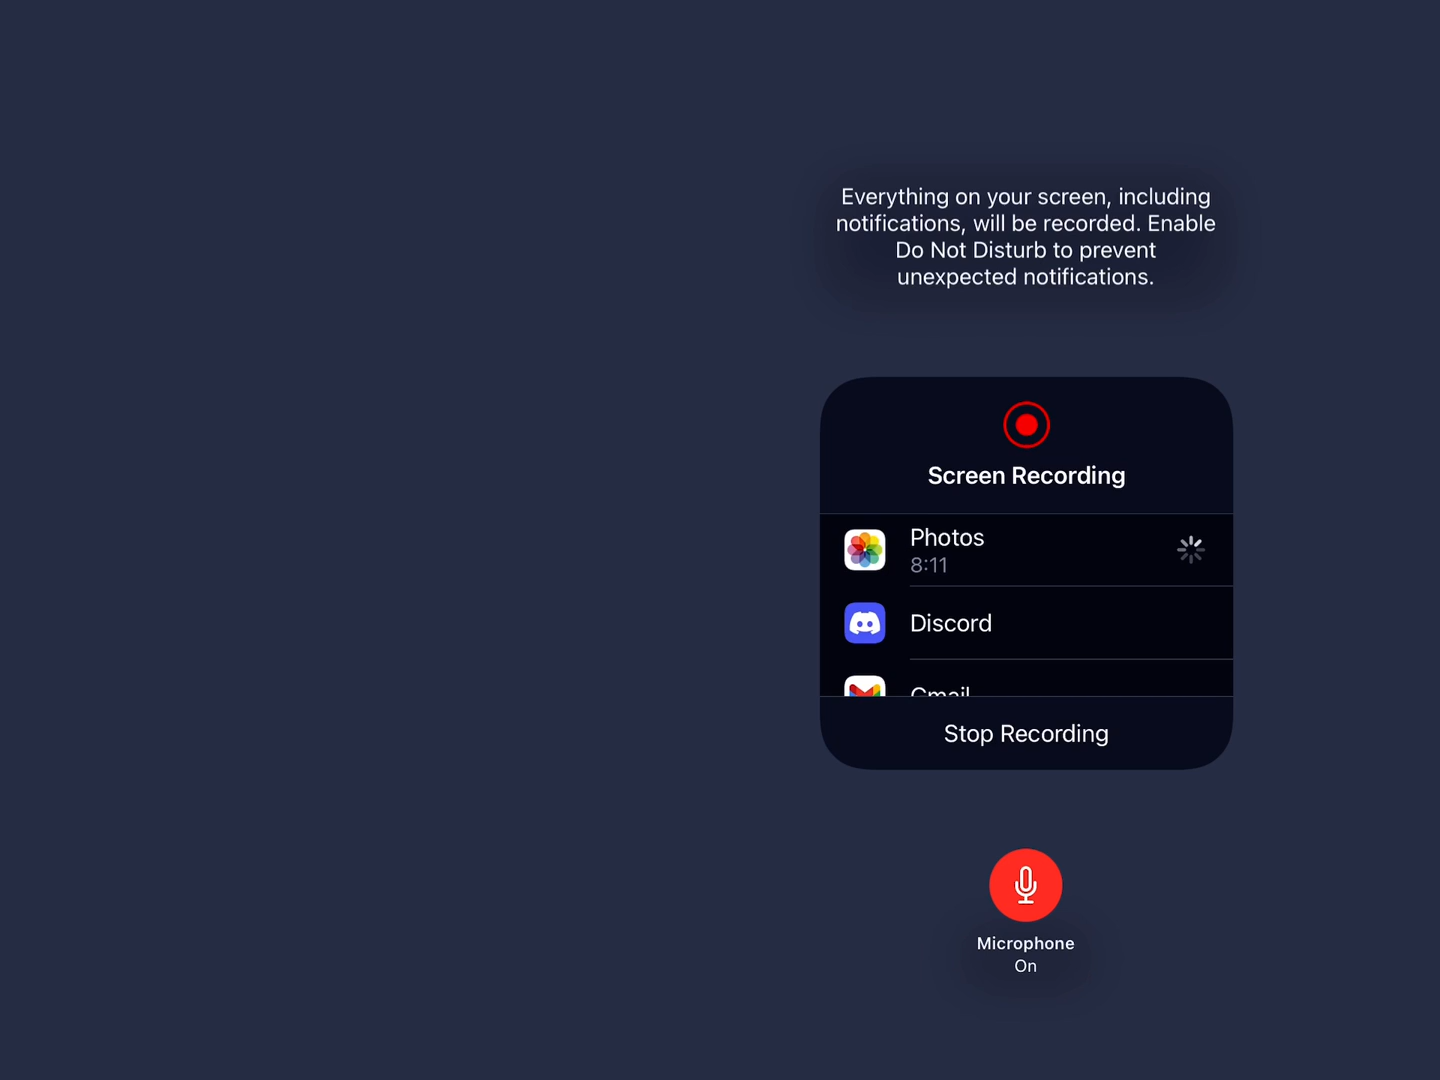 Everything on your screen, including
notifications, will be recorded. Enable
Do Not Disturb to prevent
unexpected notifications.
Screen Recording
Photos
8:11
Discord
Gmail
Stop Recording
Microphone
On